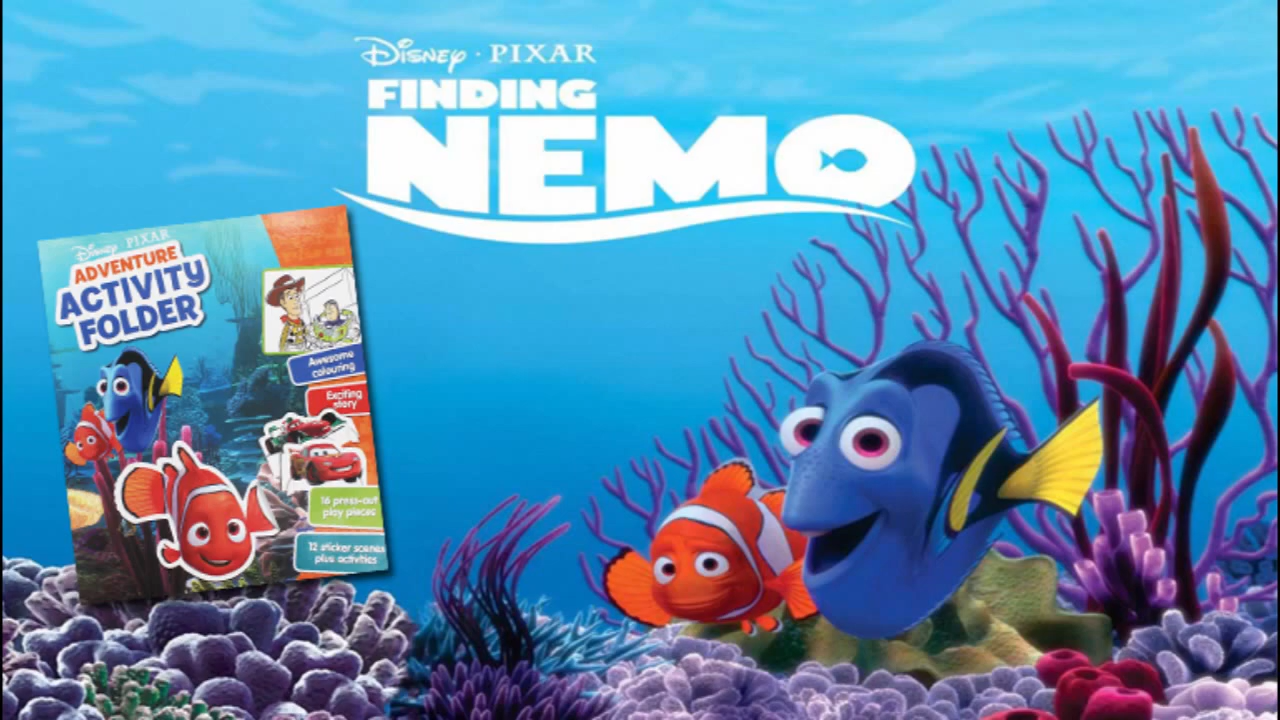 Disney · PIXAR
FINDING
NEMO
Disney PIXAR
ADVENTURE
ACTIVITY
FOLDER
Awesome
colouring
Exciting
story
16 press-out
play pieces
12 sticker scenes
plus activities